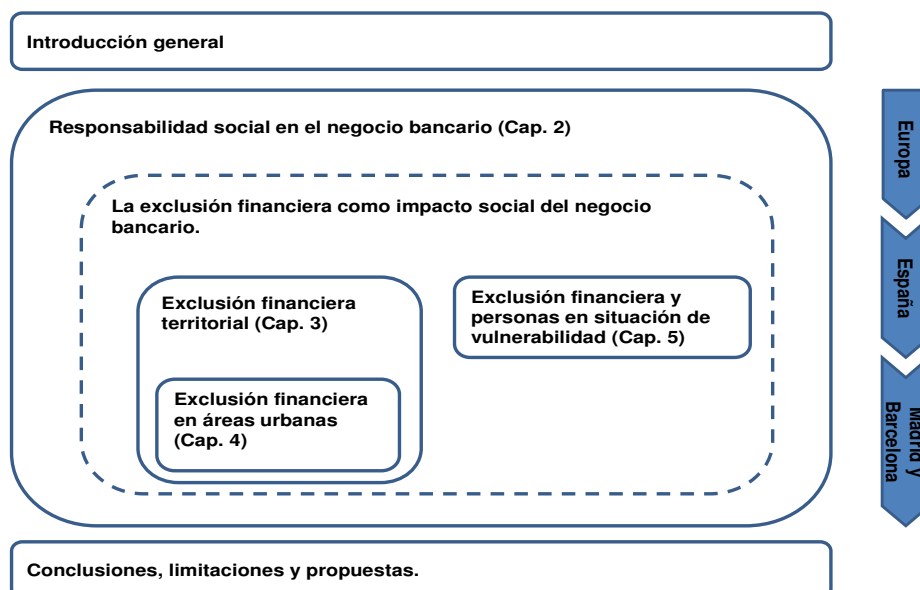 Introducción general
Responsabilidad social en el negocio bancario (Cap. 2)
La exclusión financiera como impacto social del negocio
bancario.
Exclusión financiera
territorial (Cap. 3)
Exclusión financiera y
personas en situación de
vulnerabilidad (Cap. 5)
Exclusión financiera
en áreas urbanas
(Cap. 4)
Conclusiones, limitaciones y propuestas.
Europa
España
Madrid y
Barcelona